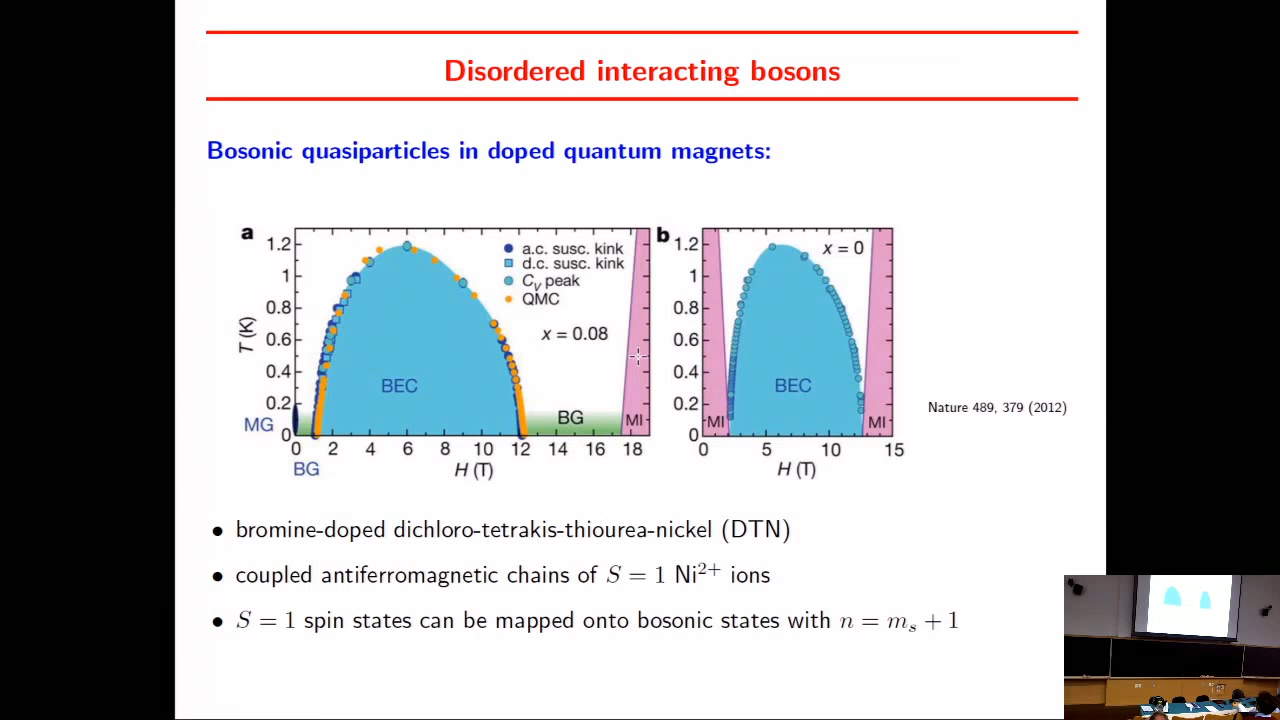 Disordered interacting bosons
Bosonic quasiparticles in doped quantum magnets:
a
1.2
1
0.8
0.6
0.4
0.2
0
T (K)
a.c. susc. kink
d.c. susc. kink
C_V peak
QMC
x = 0.08
BEC
BG
MI
MG
0 2 4 6 8 10 12 14 16 18
BG
H (T)
b
1.2
1
0.8
0.6
0.4
0.2
0
x = 0
BEC
MI
MI
0 5 10 15
H (T)
Nature 489, 379 (2012)
• bromine-doped dichloro-tetrakis-thiourea-nickel (DTN)
• coupled antiferromagnetic chains of S = 1 Ni²⁺ ions
• S = 1 spin states can be mapped onto bosonic states with n = mₛ + 1